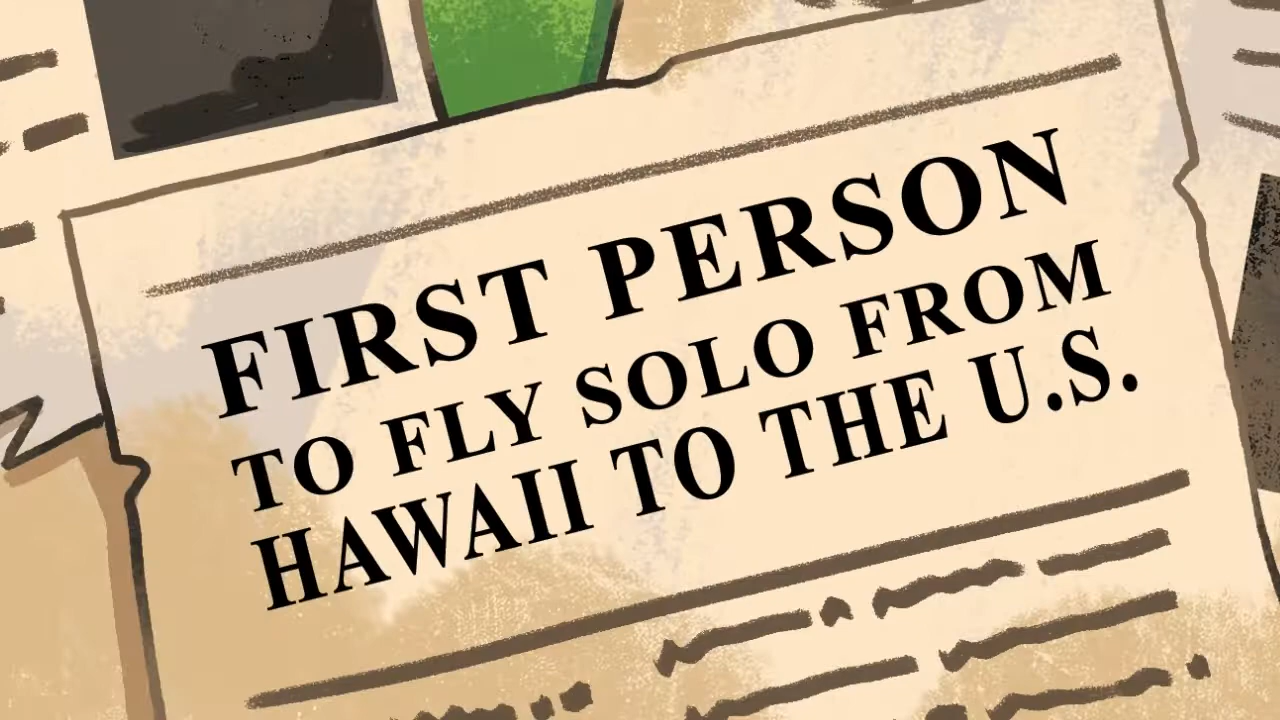 FIRST PERSON
TO FLY SOLO FROM
HAWAII TO THE U.S.